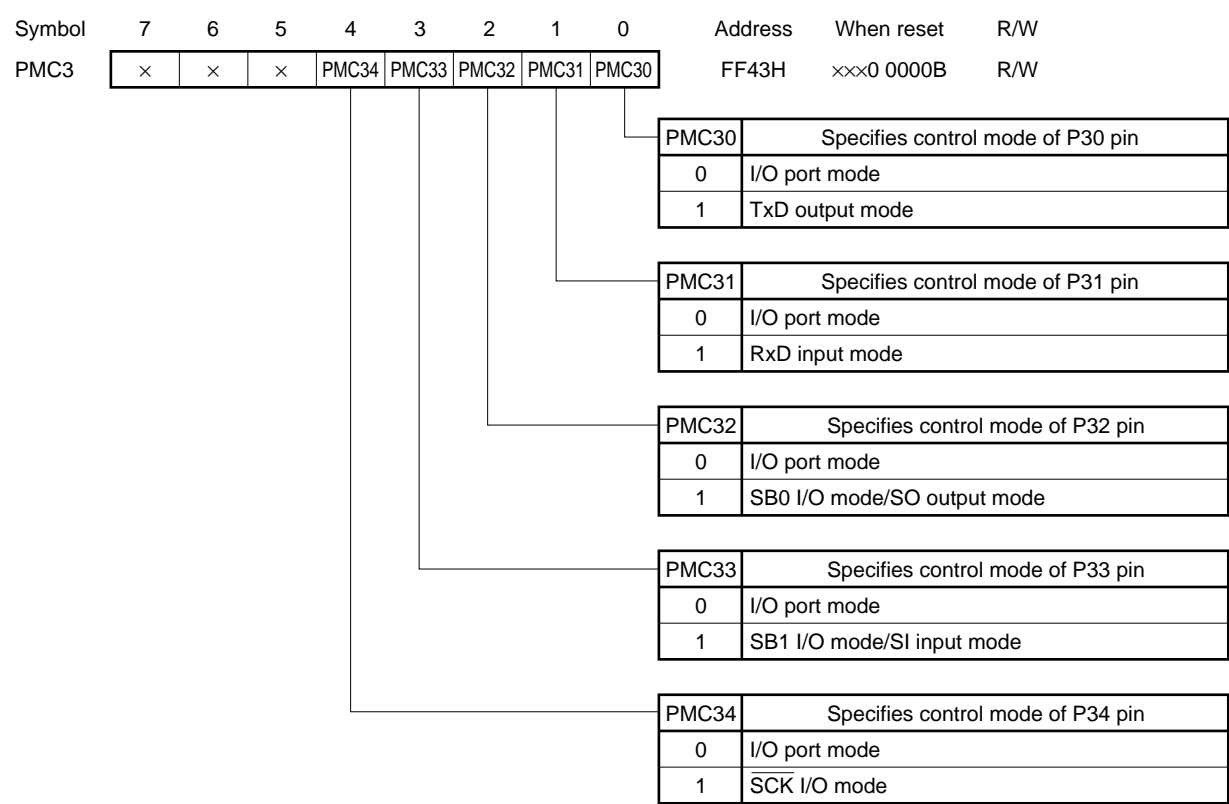 Symbol 7 6 5 4 3 2 1 0 Address When reset R/W
PMC3 × × × PMC34 PMC33 PMC32 PMC31 PMC30 FF43H ×××0 0000B R/W
PMC30 Specifies control mode of P30 pin
0 I/O port mode
1 TxD output mode
PMC31 Specifies control mode of P31 pin
0 I/O port mode
1 RxD input mode
PMC32 Specifies control mode of P32 pin
0 I/O port mode
1 SB0 I/O mode/SO output mode
PMC33 Specifies control mode of P33 pin
0 I/O port mode
1 SB1 I/O mode/SI input mode
PMC34 Specifies control mode of P34 pin
0 I/O port mode
1 S̅C̅K̅ I/O mode